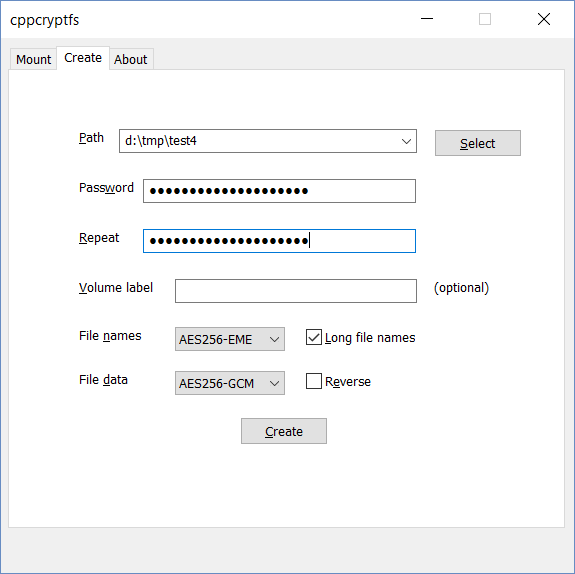 cppcryptfs
Mount Create About
Path d:\tmp\test4 Select
Password ●●●●●●●●●●●●●●●●●●●●
Repeat ●●●●●●●●●●●●●●●●●●●●
Volume label (optional)
File names AES256-EME Long file names
File data AES256-GCM Reverse
Create